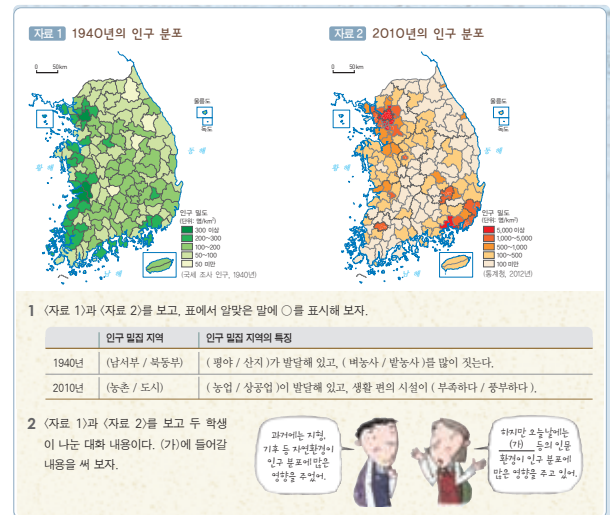 자료 1 1940년의 인구 분포
0 50km
울릉도
독도
황 해
동 해
남 해
인구 밀도
(단위: 명/km²)
300 이상
200~300
100~200
50~100
50 미만
(국세 조사 인구, 1940년)
자료 2 2010년의 인구 분포
0 50km
울릉도
독도
황 해
동 해
남 해
인구 밀도
(단위: 명/km²)
5,000 이상
1,000~5,000
500~1,000
100~500
100 미만
(통계청, 2012년)
1 〈자료 1〉과 〈자료 2〉를 보고, 표에서 알맞은 말에 ○를 표시해 보자.
인구 밀집 지역 인구 밀집 지역의 특징
1940년 (남서부 / 북동부) ( 평야 / 산지 )가 발달해 있고, ( 벼농사 / 밭농사 )를 많이 짓는다.
2010년 (농촌 / 도시) ( 농업 / 상공업 )이 발달해 있고, 생활 편의 시설이 ( 부족하다 / 풍부하다 ).
2 〈자료 1〉과 〈자료 2〉를 보고 두 학생
이 나눈 대화 내용이다. (가)에 들어갈
내용을 써 보자.
과거에는 지형,
기후 등 자연환경이
인구 분포에 많은
영향을 주었어.
하지만 오늘날에는
(가) 등의 인문
환경이 인구 분포에
많은 영향을 주고 있어.